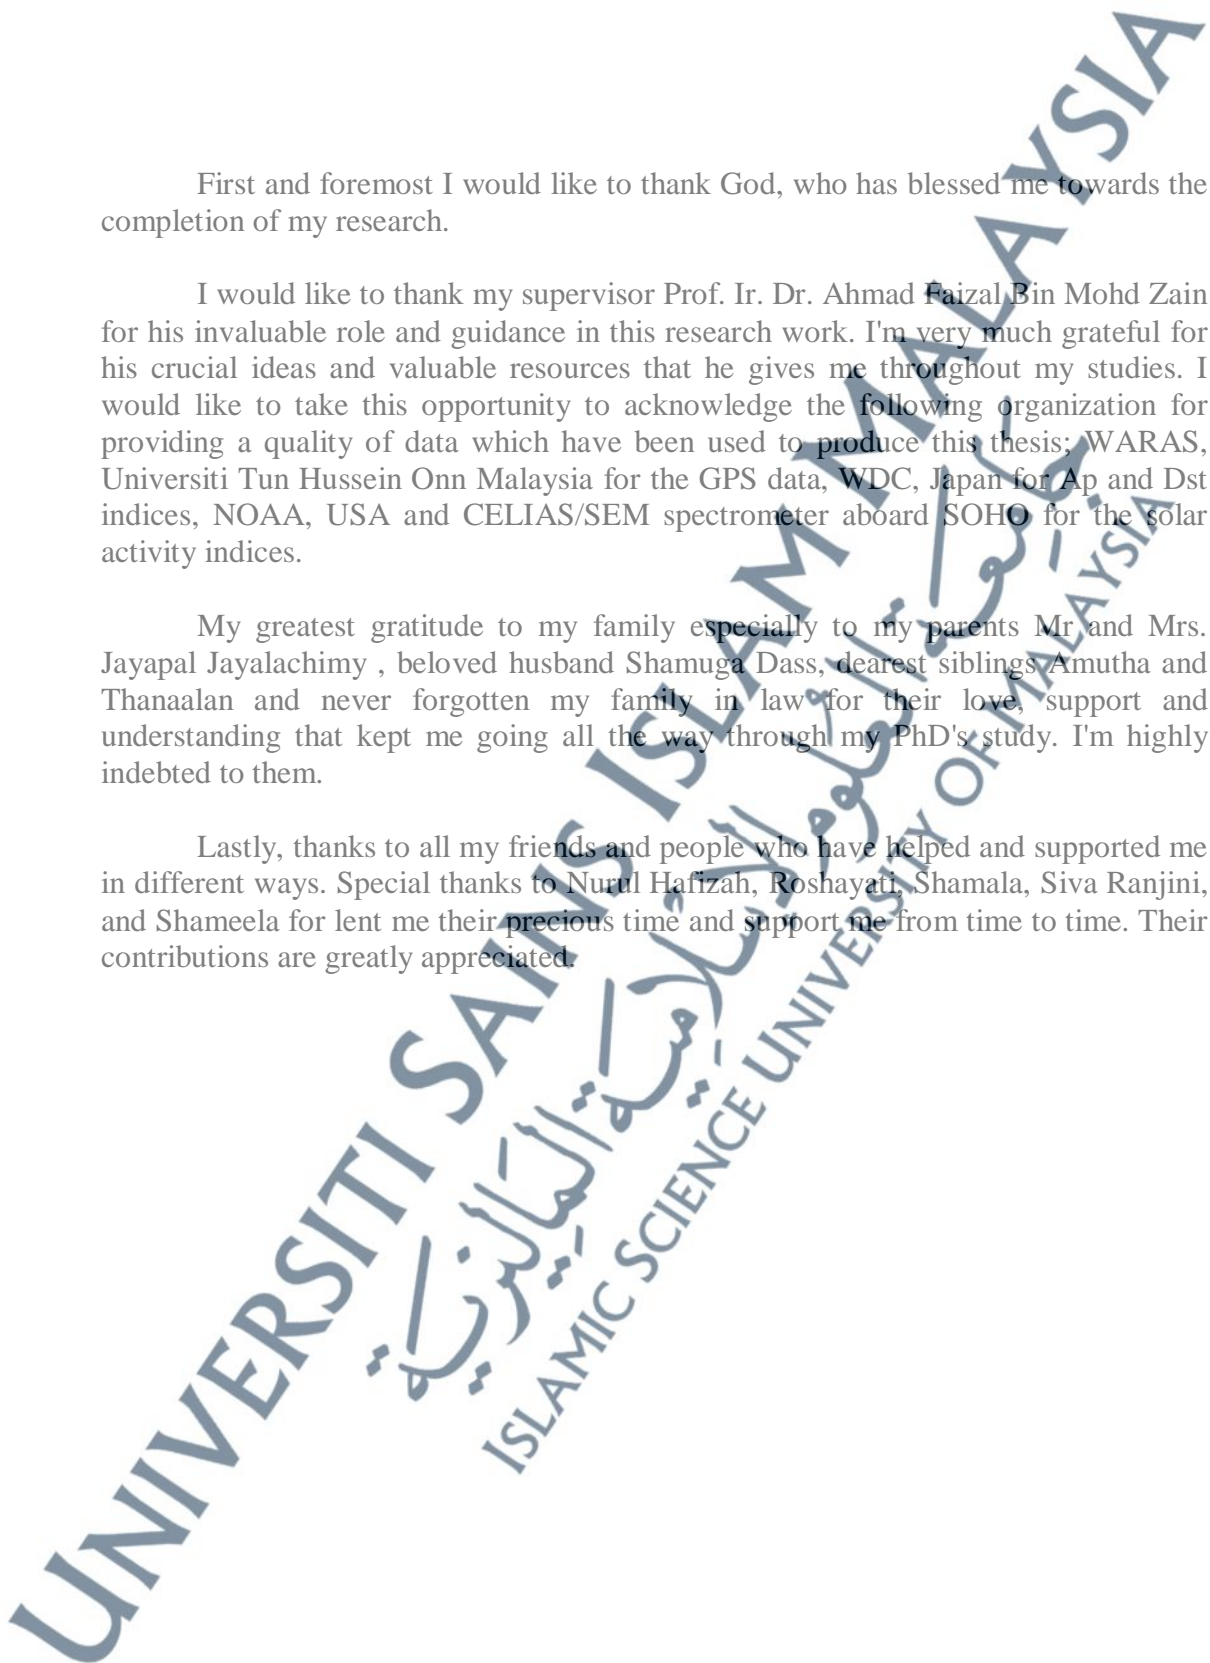 First and foremost I would like to thank God, who has blessed me towards the
completion of my research.
I would like to thank my supervisor Prof. Ir. Dr. Ahmad Faizal Bin Mohd Zain
for his invaluable role and guidance in this research work. I'm very much grateful for
his crucial ideas and valuable resources that he gives me throughout my studies. I
would like to take this opportunity to acknowledge the following organization for
providing a quality of data which have been used to produce this thesis; WARAS,
Universiti Tun Hussein Onn Malaysia for the GPS data, WDC, Japan for Ap and Dst
indices, NOAA, USA and CELIAS/SEM spectrometer aboard SOHO for the solar
activity indices.
My greatest gratitude to my family especially to my parents Mr and Mrs.
Jayapal Jayalachimy , beloved husband Shamuga Dass, dearest siblings Amutha and
Thanaalan and never forgotten my family in law for their love, support and
understanding that kept me going all the way through my PhD's study. I'm highly
indebted to them.
Lastly, thanks to all my friends and people who have helped and supported me
in different ways. Special thanks to Nurul Hafizah, Roshayati, Shamala, Siva Ranjini,
and Shameela for lent me their precious time and support me from time to time. Their
contributions are greatly appreciated.
UNIVERSITI SAINS ISLAM MALAYSIA
جامعة العلوم الإسلامية الماليزية
ISLAMIC SCIENCE UNIVERSITY OF MALAYSIA